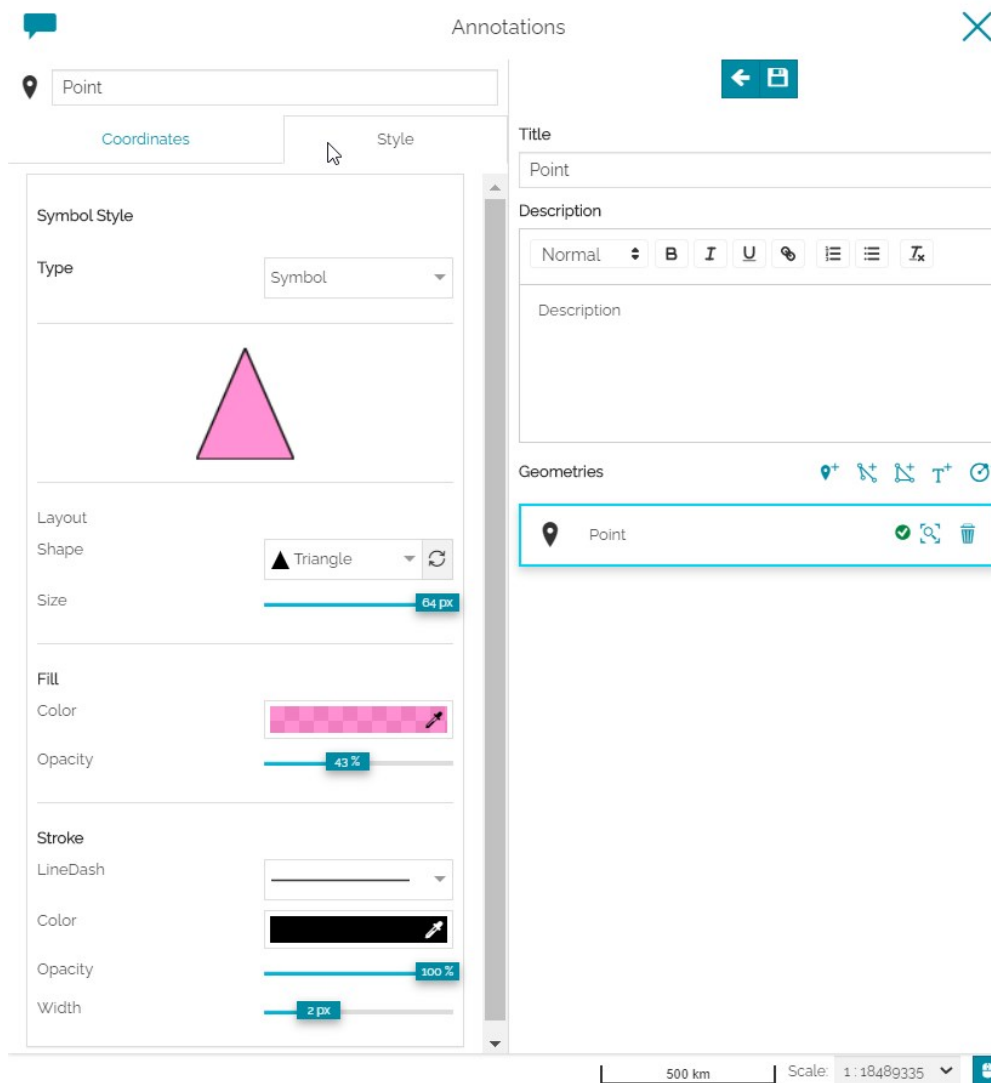 Annotations
Point
Coordinates
Style
Symbol Style
Type
Symbol
Layout
Shape
Triangle
Size
64 px
Fill
Color
Opacity
43 %
Stroke
LineDash
Color
Opacity
100 %
Width
2 px
Title
Point
Description
Normal
B I U
Description
Geometries
T+
Point
500 km
Scale: 1 : 18489335